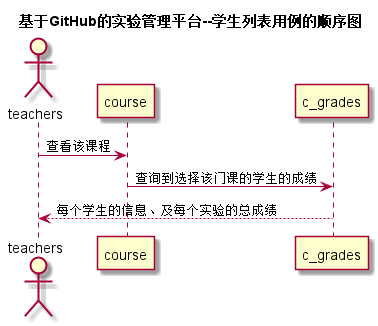 基于GitHub的实验管理平台--学生列表用例的顺序图
teachers
course
c_grades
查看该课程
查询到选择该门课的学生的成绩
每个学生的信息、及每个实验的总成绩
teachers
course
c_grades